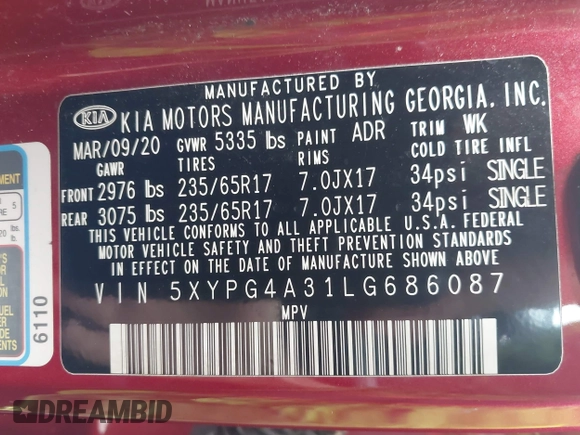 MANUFACTURED BY
KIA KIA MOTORS MANUFACTURING GEORGIA, INC.
MAR/09/20 GVWR 5335 lbs PAINT ADR TRIM WK
GAWR TIRES RIMS COLD TIRE INFL
FRONT 2976 lbs 235/65R17 7.0JX17 34psi SINGLE
REAR 3075 lbs 235/65R17 7.0JX17 34psi SINGLE
THIS VEHICLE CONFORMS TO ALL APPLICABLE U.S.A. FEDERAL
MOTOR VEHICLE SAFETY AND THEFT PREVENTION STANDARDS
IN EFFECT ON THE DATE OF MANUFACTURE SHOWN ABOVE.
VIN 5XYPG4A31LG686087
MPV
6110
DREAMBID